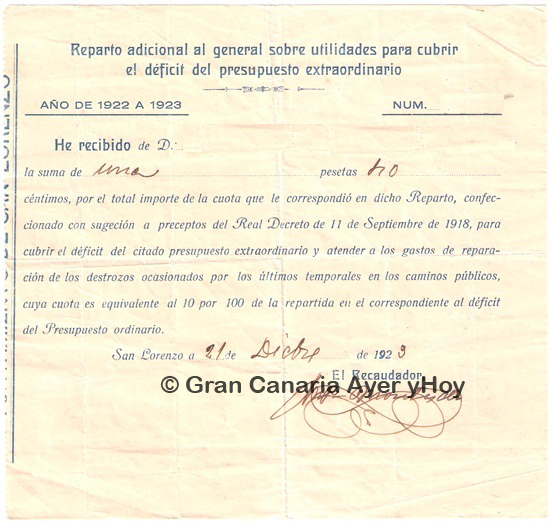 Reparto adicional al general sobre utilidades para cubrir
el déficit del presupuesto extraordinario
AÑO DE 1922 A 1923 NUM.
He recibido de D.
la suma de una pesetas
céntimos, por el total importe de la cuota que le correspondió en dicho Reparto, confec-
cionado con sugeción a preceptos del Real Decreto de 11 de Septiembre de 1918, para
cubrir el déficit del citado presupuesto extraordinario y atender a los gastos de repara-
ción de los destrozos ocasionados por los últimos temporales en los caminos públicos,
cuya cuota es equivalente al 10 por 100 de la repartida en el correspondiente al déficit
del Presupuesto ordinario.
San Lorenzo a 21 de Dicbre de 1923
El Recaudador
© Gran Canaria Ayer yHoy
SAN LORENZO